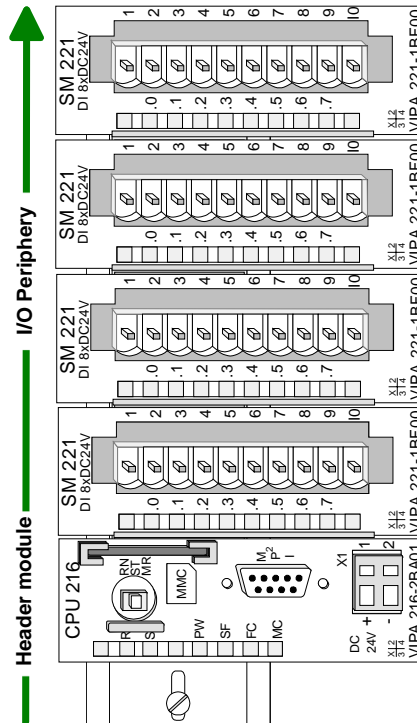 Header module
I/O Periphery
SM 221
DI 8xDC24V
1 2 3 4 5 6 7 8 9 10
.0 .1 .2 .3 .4 .5 .6 .7
X 2
3 4
VIPA 221-1BF00
SM 221
DI 8xDC24V
1 2 3 4 5 6 7 8 9 10
.0 .1 .2 .3 .4 .5 .6 .7
X 2
3 4
VIPA 221-1BF00
SM 221
DI 8xDC24V
1 2 3 4 5 6 7 8 9 10
.0 .1 .2 .3 .4 .5 .6 .7
X 2
3 4
VIPA 221-1BF00
SM 221
DI 8xDC24V
1 2 3 4 5 6 7 8 9 10
.0 .1 .2 .3 .4 .5 .6 .7
X 2
3 4
VIPA 221-1BF00
CPU 216
RN
ST
MR
MMC
R
S
PW
SF
FC
MC
M
P2
I
X1
1
2
DC
24V
+
-
X 2
3 4
VIPA 216-2BA01